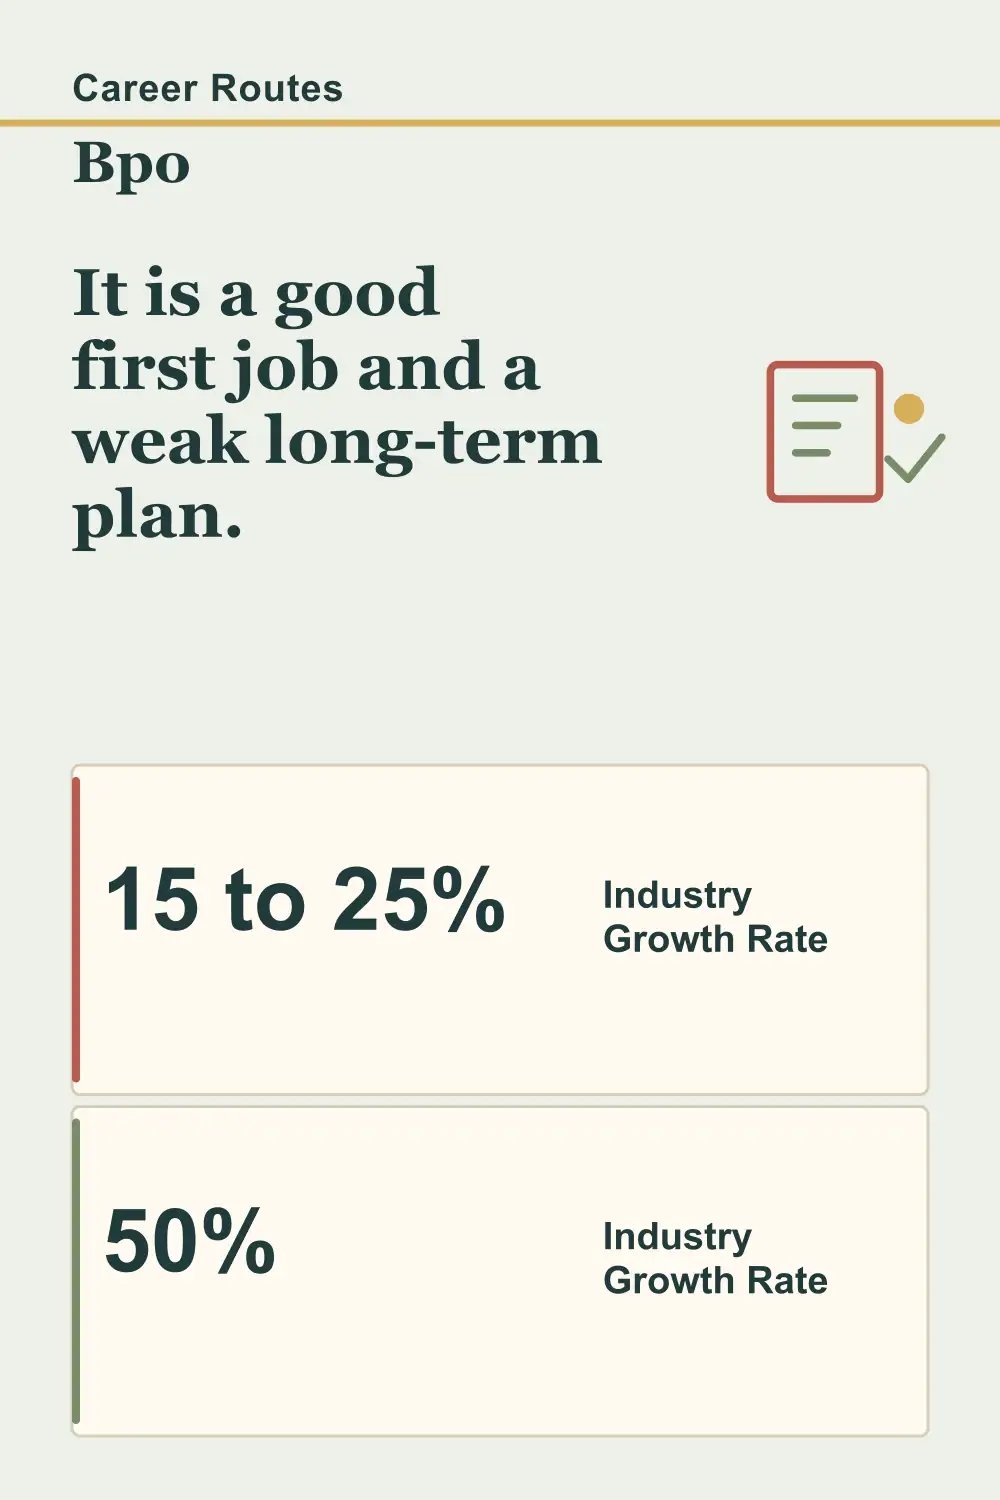 Career Routes
Bpo
It is a good
first job and a
weak long-term
plan.
15 to 25%
Industry
Growth Rate
50%
Industry
Growth Rate